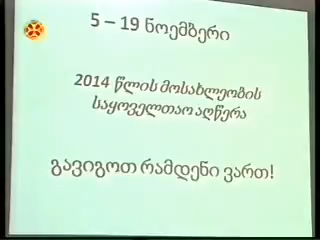 5 – 19 ნოემბერი
2014 წლის მოსახლეობის
საყოველთაო აღწერა
გავიგოთ რამდენი ვართ!